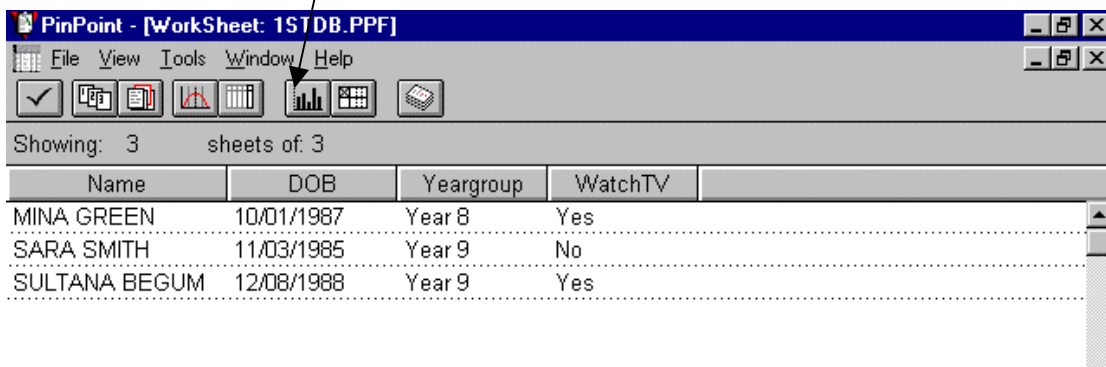 PinPoint - [WorkSheet: 1STDB.PPF]
File View Tools Window Help
Showing: 3 sheets of: 3
Name DOB Yeargroup WatchTV
MINA GREEN 10/01/1987 Year 8 Yes
SARA SMITH 11/03/1985 Year 9 No
SULTANA BEGUM 12/08/1988 Year 9 Yes